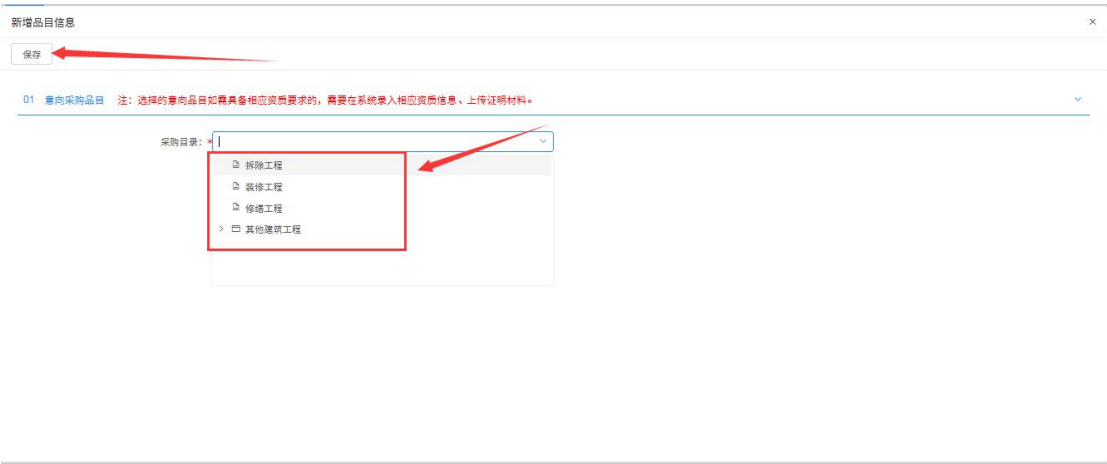 新增品目信息
保存
01 意向采购品目 注：选择的意向品目如需具备相应资质要求的，需要在系统录入相应资质信息、上传证明材料。
采购目录：*
拆除工程
装修工程
修缮工程
其他建筑工程